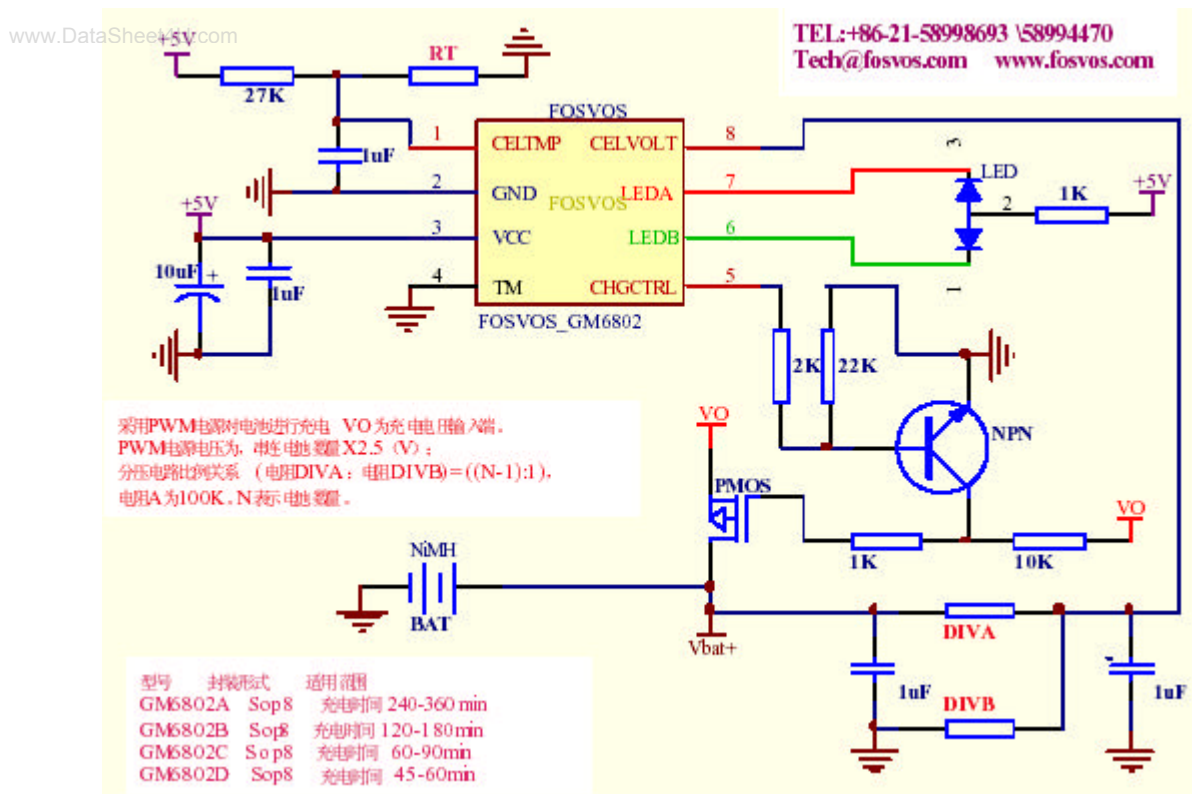 www.DataSheet4U.com
TEL:+86-21-58998693 \58994470
Tech@fosvos.com www.fosvos.com
+5V
27K
RT
1uF
FOSVOS
1 CELTMP CELVOLT 8
2 GND LEDA 7
FOSVOS
3 VCC LEDB 6
4 TM CHGCTRL 5
FOSVOS_GM6802
+5V
10uF +
1uF
3
LED
2
1K
+5V
1
2K
22K
NPN
VO
PMOS
1K
10K
VO
采用PWM电源对电池进行充电, VO为充电电压输入端。
PWM电源电压为, 串连电池数量X2.5（V）;
分压电路比例关系 （电阻DIVA：电阻DIVB)=((N-1):1),
电阻A为100K。N表示电池数量。
NiMH
BAT
Vbat+
DIVA
1uF
DIVB
1uF
型号 封装形式 适用范围
GM6802A Sop8 充电时间 240-360min
GM6802B Sop8 充电时间 120-180min
GM6802C Sop8 充电时间 60-90min
GM6802D Sop8 充电时间 45-60min